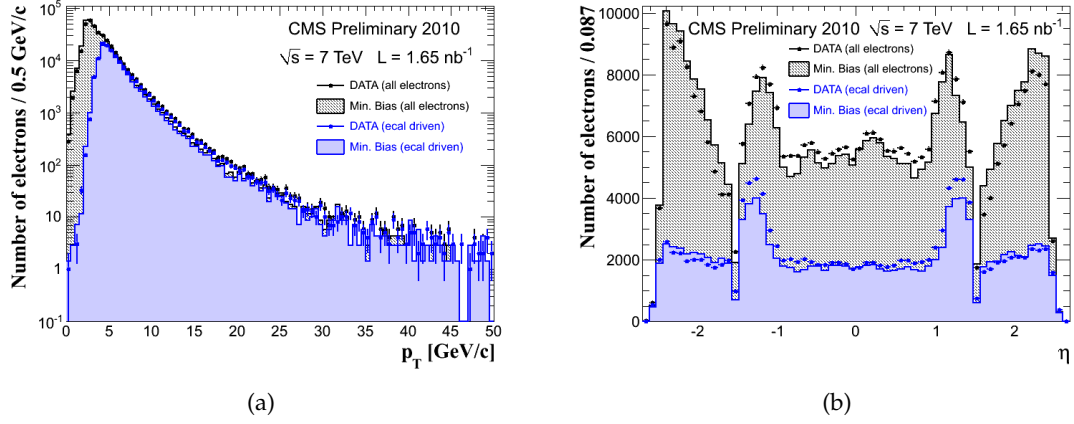 CMS Preliminary 2010
√s = 7 TeV L = 1.65 nb⁻¹
DATA (all electrons)
Min. Bias (all electrons)
DATA (ecal driven)
Min. Bias (ecal driven)
Number of electrons / 0.5 GeV/c
10⁵
10⁴
10³
10²
10
1
10⁻¹
0 5 10 15 20 25 30 35 40 45 50
p_T [GeV/c]
(a)
CMS Preliminary 2010 √s = 7 TeV L = 1.65 nb⁻¹
DATA (all electrons)
Min. Bias (all electrons)
DATA (ecal driven)
Min. Bias (ecal driven)
Number of electrons / 0.087
10000
8000
6000
4000
2000
0
-2 -1 0 1 2
η
(b)